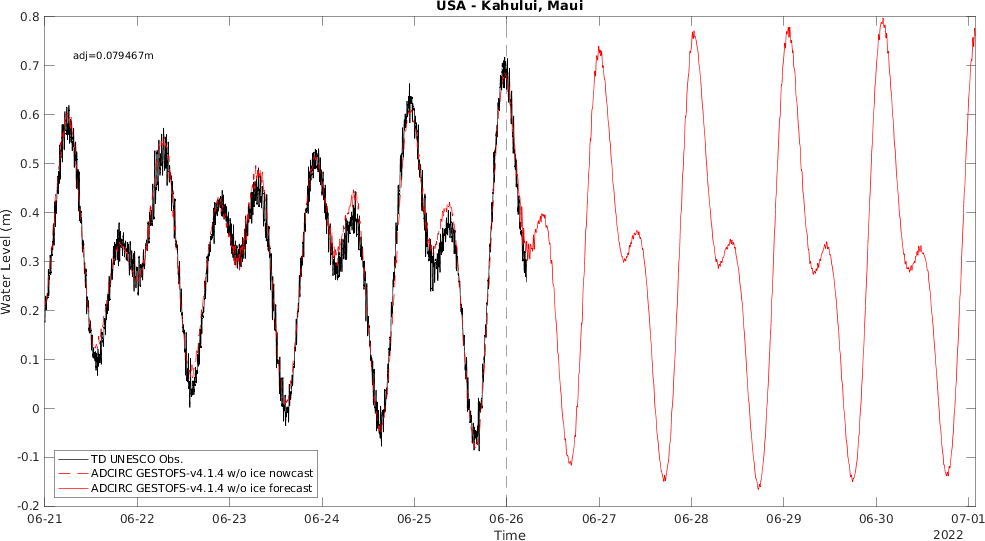 USA - Kahului, Maui
0.8
0.7
0.6
0.5
0.4
0.3
0.2
0.1
0
-0.1
-0.2
Water Level (m)
adj=0.079467m
TD UNESCO Obs.
ADCIRC GESTOFS-v4.1.4 w/o ice nowcast
ADCIRC GESTOFS-v4.1.4 w/o ice forecast
06-21 06-22 06-23 06-24 06-25 06-26 06-27 06-28 06-29 06-30 07-01
Time
2022